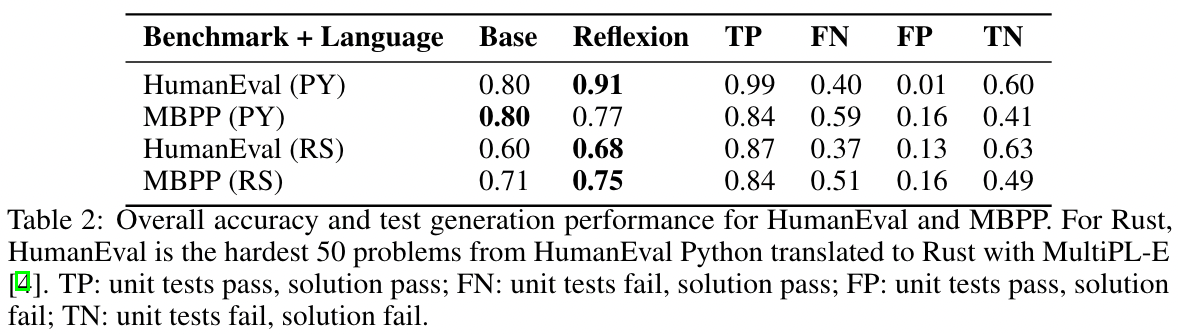 Benchmark + Language Base Reflexion TP FN FP TN
HumanEval (PY) 0.80 0.91 0.99 0.40 0.01 0.60
MBPP (PY) 0.80 0.77 0.84 0.59 0.16 0.41
HumanEval (RS) 0.60 0.68 0.87 0.37 0.13 0.63
MBPP (RS) 0.71 0.75 0.84 0.51 0.16 0.49
Table 2: Overall accuracy and test generation performance for HumanEval and MBPP. For Rust,
HumanEval is the hardest 50 problems from HumanEval Python translated to Rust with MultiPL-E
[4]. TP: unit tests pass, solution pass; FN: unit tests fail, solution pass; FP: unit tests pass, solution
fail; TN: unit tests fail, solution fail.